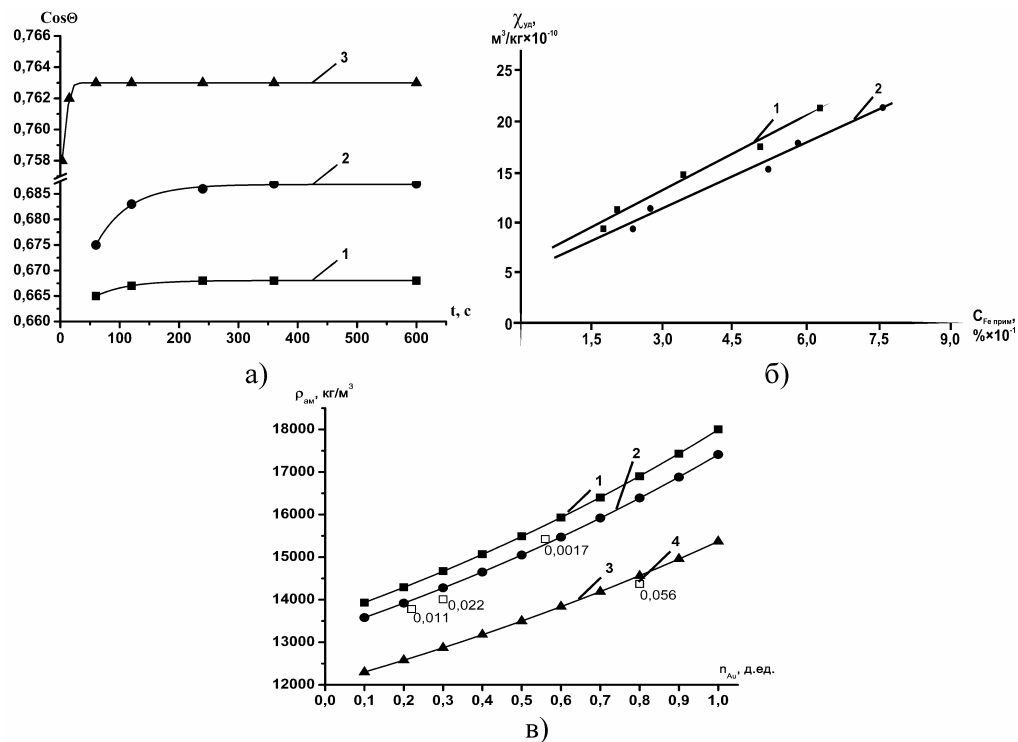 CosΘ
0,766
а)
0,764
3
0,762
0,760
0,758
2
0,685
0,680
0,675
1
0,670
0,665
t, c
0,660
0 100 200 300 400 500 600
а)
χуд,
м³/кг×10⁻¹⁰
25
1
2
20
15
10
5
0
CFe прим,
%×10⁻¹
1,5 3,0 4,5 6,0 7,5 9,0
б)
ρам, кг/м³
18000
2
17000
1
16000
15000
0,0017
4
3
14000
0,011
0,022
0,056
13000
nAu, д.ед.
12000
0,0 0,1 0,2 0,3 0,4 0,5 0,6 0,7 0,8 0,9 1,0
в)